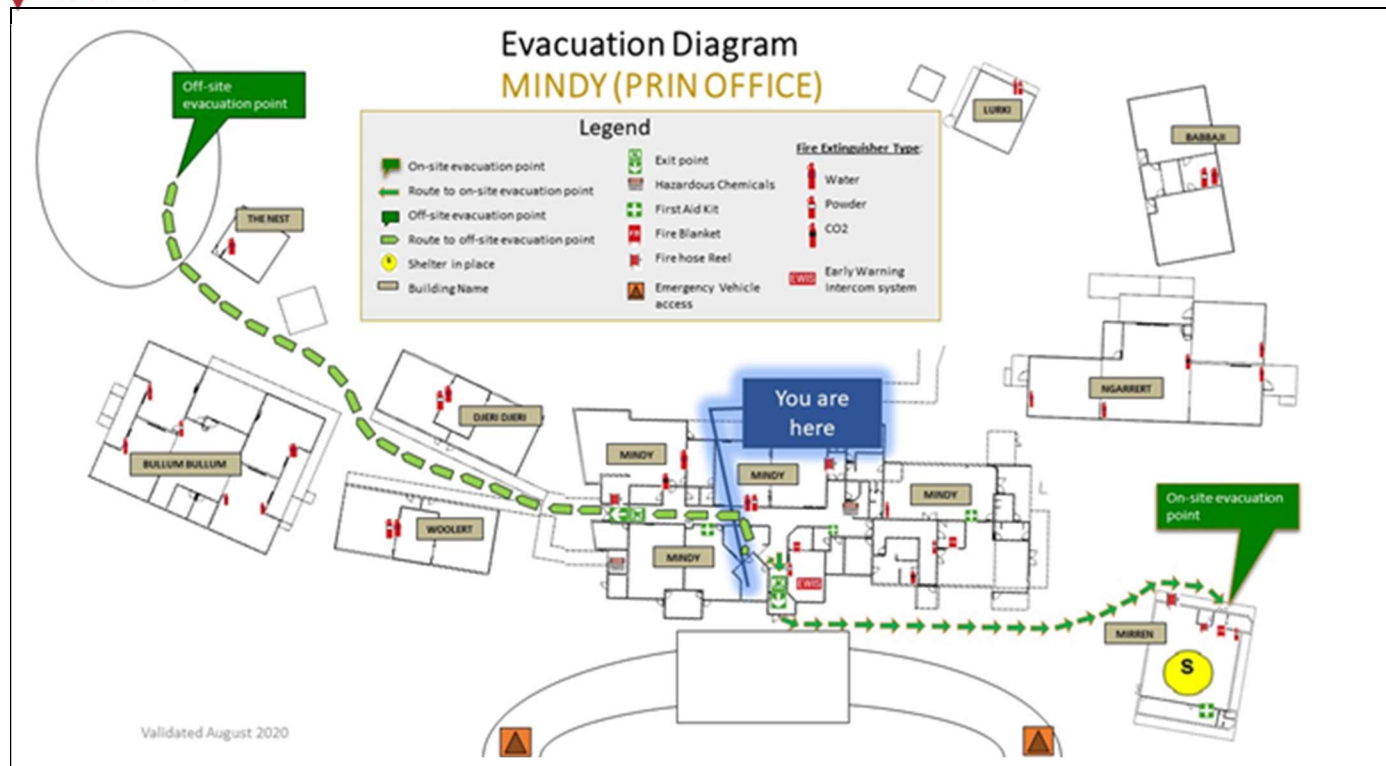 Evacuation Diagram
MINDY (PRIN OFFICE)
Off-site
evacuation point
Legend
On-site evacuation point
Route to on-site evacuation point
Off-site evacuation point
Route to off-site evacuation point
S
Shelter in place
Building Name
Exit point
Hazardous Chemicals
First Aid Kit
FB
Fire Blanket
Fire hose Reel
Emergency Vehicle
access
Fire Extinguisher Type:
Water
Powder
CO2
EWIS
Early Warning
Intercom system
LURKI
BABBAJI
THE NEST
NGARRERT
DJERI DJERI
You are
here
BULLUM BULLUM
MINDY
MINDY
MINDY
WOOLERT
MINDY
EWIS
On-site evacuation
point
MIRREN
S
Validated August 2020